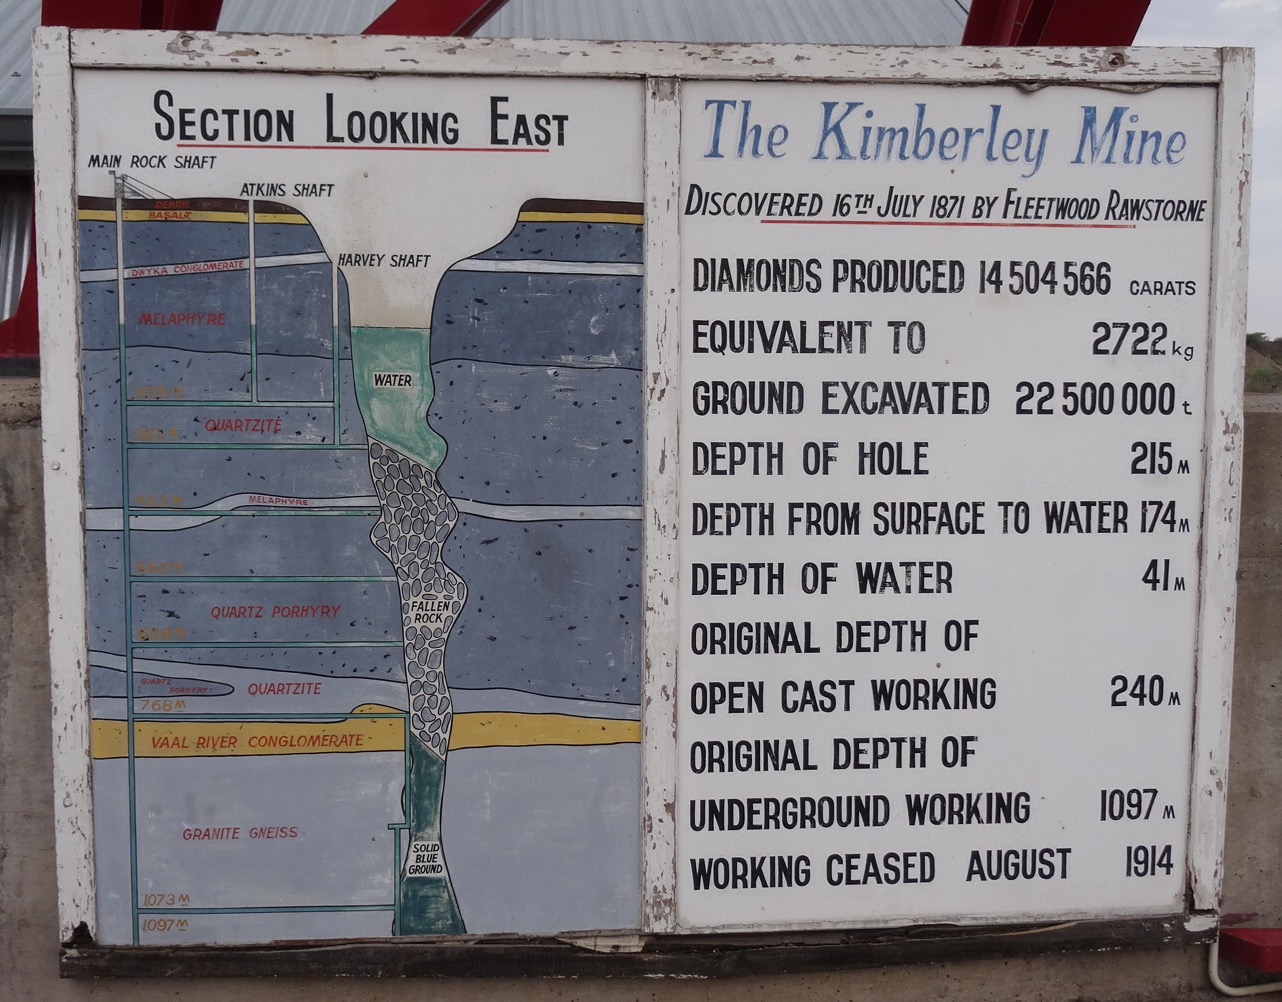 SECTION LOOKING EAST
MAIN ROCK SHAFT
ATKINS SHAFT
DEBRIS
BASALT
HARVEY SHAFT
DWYKA CONGLOMERATE
MELAPHYRE
WATER
QUARTZITE
MELAPHYRE
FALLEN
ROCK
QUARTZ PORHYRY
QUARTZ
PORHYRY
QUARTZITE
768M
VAAL RIVER CONGLOMERATE
GRANITE GNEISS
SOLID
BLUE
GROUND
1073M
1097M
The Kimberley Mine
DISCOVERED 16TH JULY 1871 BY FLEETWOOD RAWSTORNE
DIAMONDS PRODUCED 14 504 566 CARATS
EQUIVALENT TO 2722 kg
GROUND EXCAVATED 22 500 000 t
DEPTH OF HOLE 215 M
DEPTH FROM SURFACE TO WATER 174 M
DEPTH OF WATER 41 M
ORIGINAL DEPTH OF
OPEN CAST WORKING 240 M
ORIGINAL DEPTH OF
UNDERGROUND WORKING 1097 M
WORKING CEASED AUGUST 1914